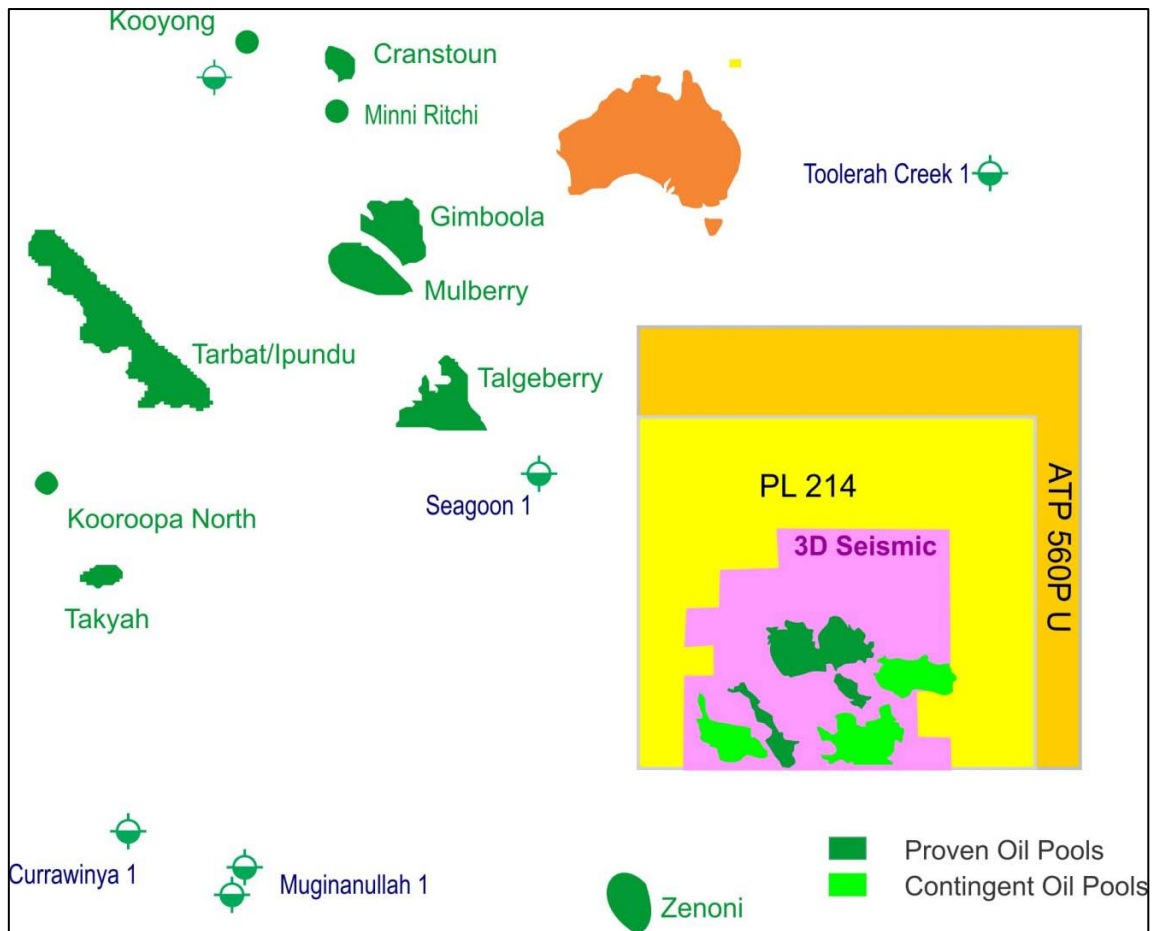 Kooyong
Cranstoun
Minni Ritchi
Toolerah Creek 1
Gimboola
Mulberry
Tarbat/Ipundu
Talgeberry
Seagoon 1
Kooroopa North
Takyah
PL 214
ATP 560P U
3D Seismic
Currawinya 1
Muginanullah 1
Zenoni
Proven Oil Pools
Contingent Oil Pools